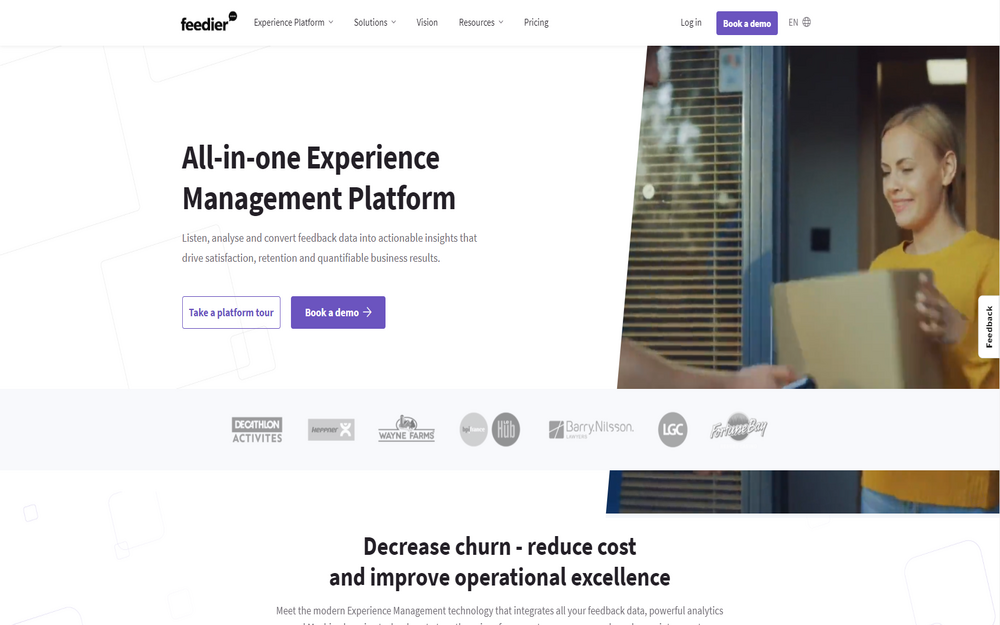 feedier
Experience Platform
Solutions
Vision
Resources
Pricing
Log in
Book a demo
EN
All-in-one Experience
Management Platform
Listen, analyse and convert feedback data into actionable insights that
drive satisfaction, retention and quantifiable business results.
Take a platform tour
Book a demo
Feedback
DECATHLON
ACTIVITES
WAYNE FARMS
Hub
Barry.Nilsson.
LAWYERS
LGC
Fortune Bay
Decrease churn - reduce cost
and improve operational excellence
Meet the modern Experience Management technology that integrates all your feedback data, powerful analytics